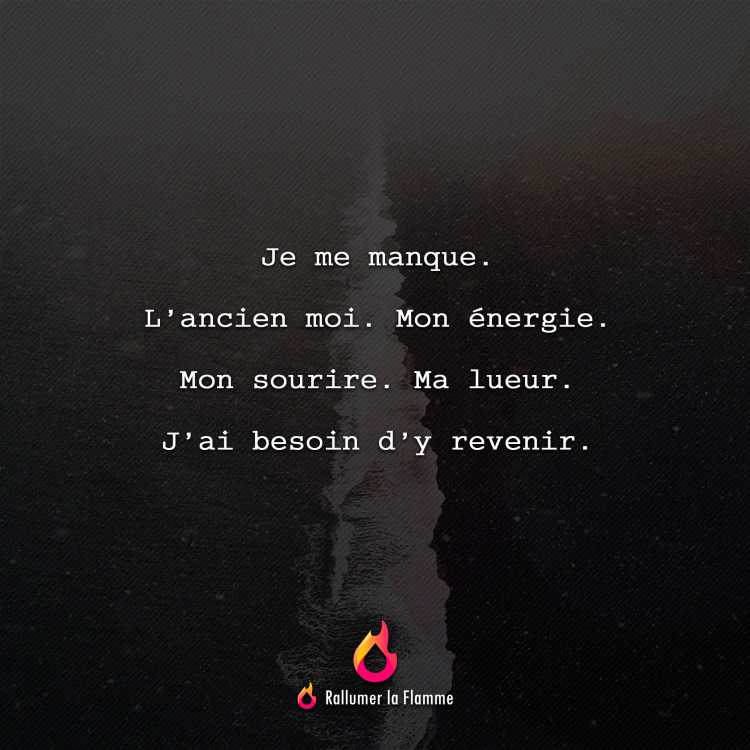 Je me manque.
L’ancien moi. Mon énergie.
Mon sourire. Ma lueur.
J’ai besoin d’y revenir.
Rallumer la Flamme